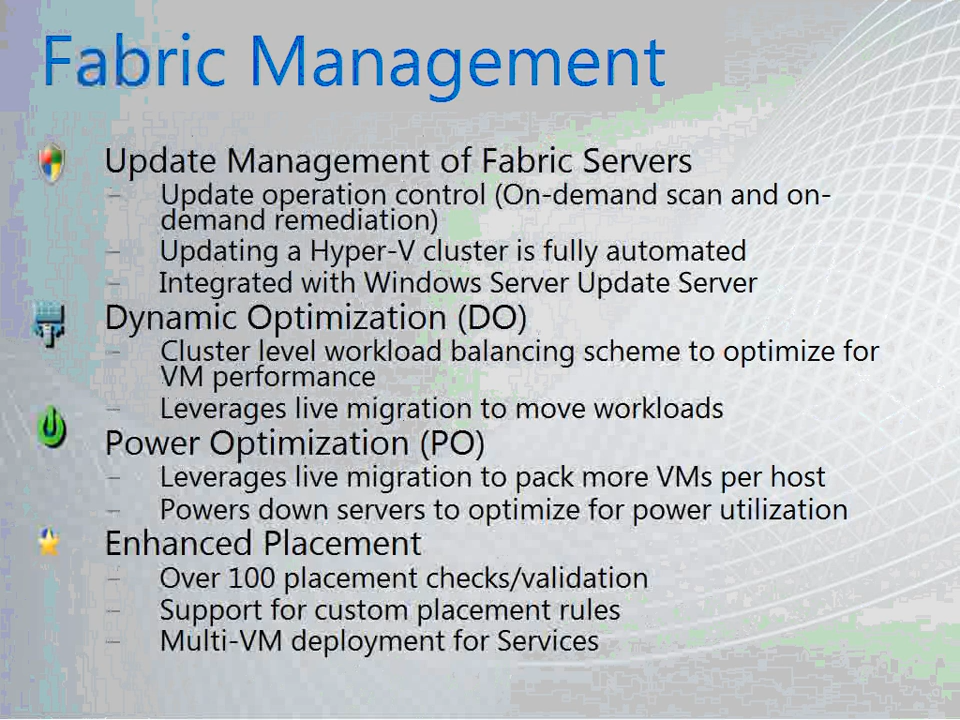 Fabric Management
Update Management of Fabric Servers
– Update operation control (On-demand scan and on-
demand remediation)
– Updating a Hyper-V cluster is fully automated
– Integrated with Windows Server Update Server
Dynamic Optimization (DO)
– Cluster level workload balancing scheme to optimize for
VM performance
– Leverages live migration to move workloads
Power Optimization (PO)
– Leverages live migration to pack more VMs per host
– Powers down servers to optimize for power utilization
Enhanced Placement
– Over 100 placement checks/validation
– Support for custom placement rules
– Multi-VM deployment for Services